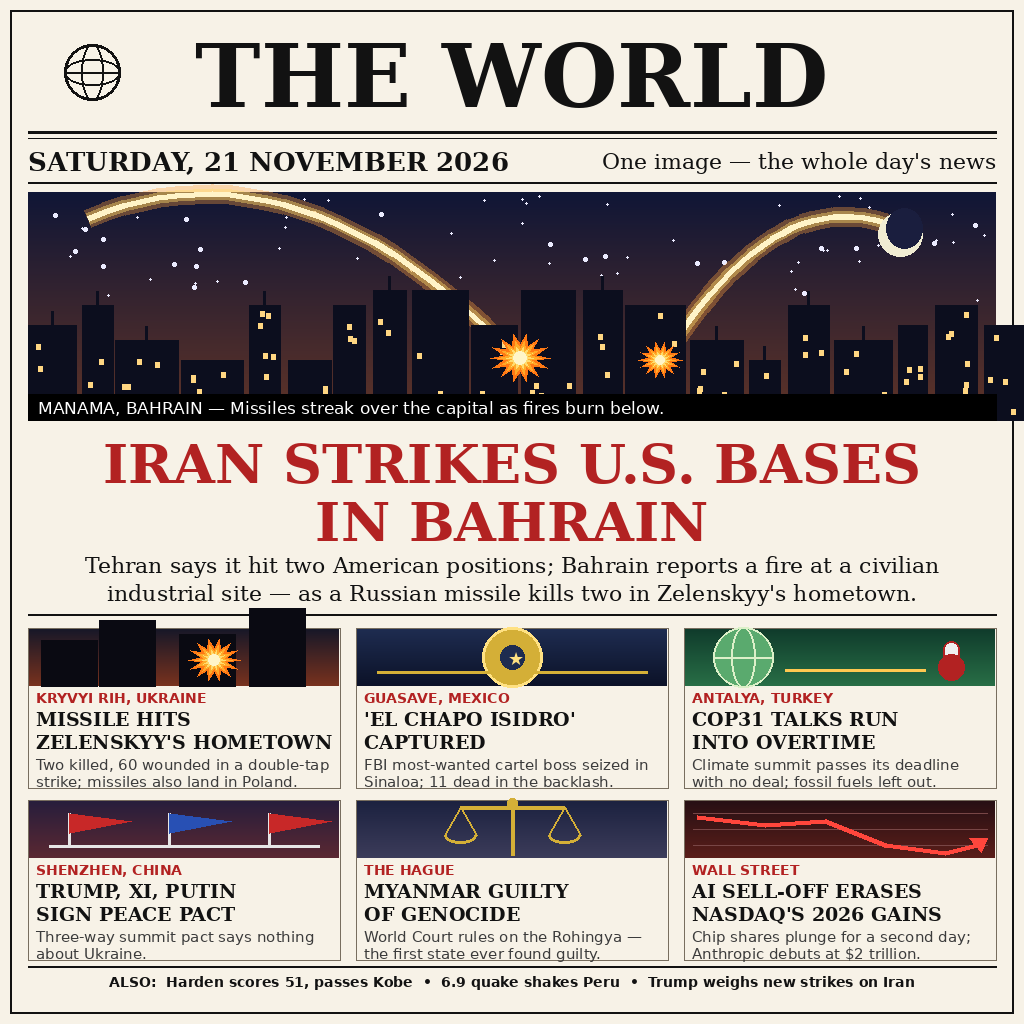 THE WORLD
SATURDAY, 21 NOVEMBER 2026
One image — the whole day's news
MANAMA, BAHRAIN — Missiles streak over the capital as fires burn below.
IRAN STRIKES U.S. BASES
IN BAHRAIN
Tehran says it hit two American positions; Bahrain reports a fire at a civilian
industrial site — as a Russian missile kills two in Zelenskyy's hometown.
KRYVYI RIH, UKRAINE
MISSILE HITS
ZELENSKYY'S HOMETOWN
Two killed, 60 wounded in a double-tap
strike; missiles also land in Poland.
GUASAVE, MEXICO
'EL CHAPO ISIDRO'
CAPTURED
FBI most-wanted cartel boss seized in
Sinaloa; 11 dead in the backlash.
ANTALYA, TURKEY
COP31 TALKS RUN
INTO OVERTIME
Climate summit passes its deadline
with no deal; fossil fuels left out.
SHENZHEN, CHINA
TRUMP, XI, PUTIN
SIGN PEACE PACT
Three-way summit pact says nothing
about Ukraine.
THE HAGUE
MYANMAR GUILTY
OF GENOCIDE
World Court rules on the Rohingya —
the first state ever found guilty.
WALL STREET
AI SELL-OFF ERASES
NASDAQ'S 2026 GAINS
Chip shares plunge for a second day;
Anthropic debuts at $2 trillion.
ALSO:  Harden scores 51, passes Kobe  •  6.9 quake shakes Peru  •  Trump weighs new strikes on Iran